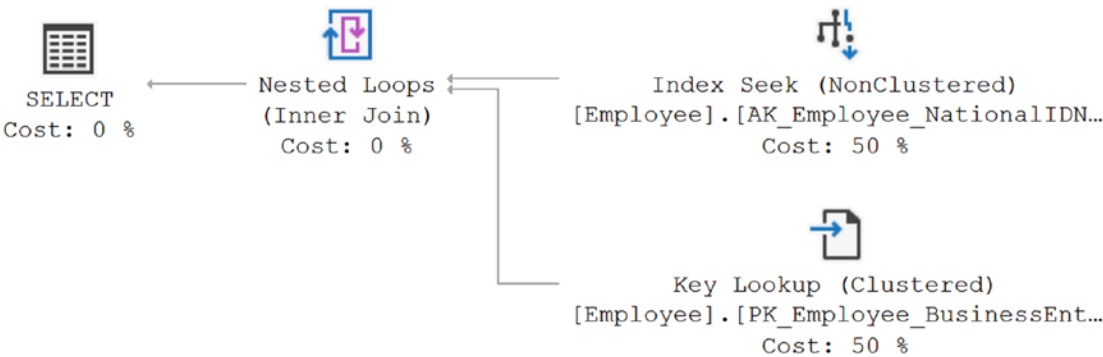 SELECT
Cost: 0 %
Nested Loops
(Inner Join)
Cost: 0 %
Index Seek (NonClustered)
[Employee].[AK_Employee_NationalIDN…
Cost: 50 %
Key Lookup (Clustered)
[Employee].[PK_Employee_BusinessEnt…
Cost: 50 %